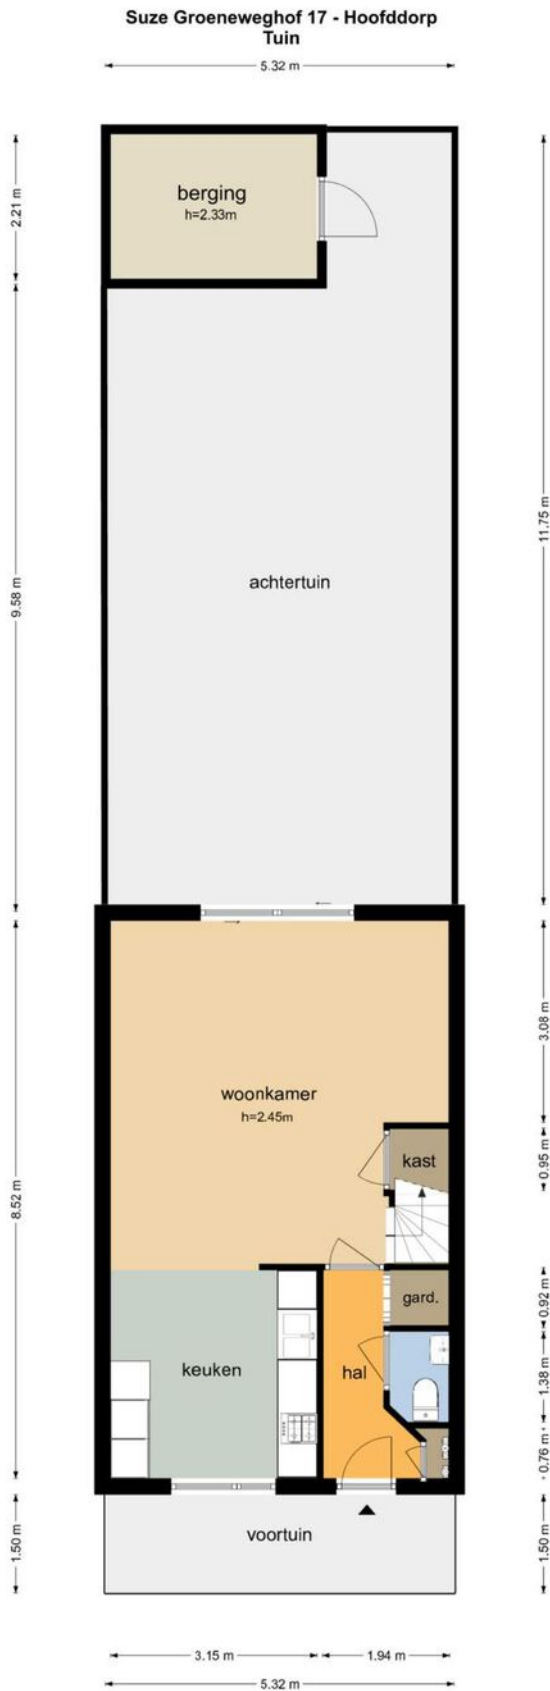 Suze Groeneweghof 17 - Hoofddorp
Tuin
5.32 m
2.21 m
berging
h=2.33m
11.75 m
9.58 m
achtertuin
3.08 m
woonkamer
h=2.45m
kast
0.95 m
8.52 m
gard.
0.92 m
keuken
hal
1.38 m
0.76 m
voortuin
1.50 m
1.50 m
3.15 m
1.94 m
5.32 m